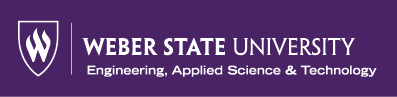 WEBER STATE UNIVERSITY
Engineering, Applied Science & Technology